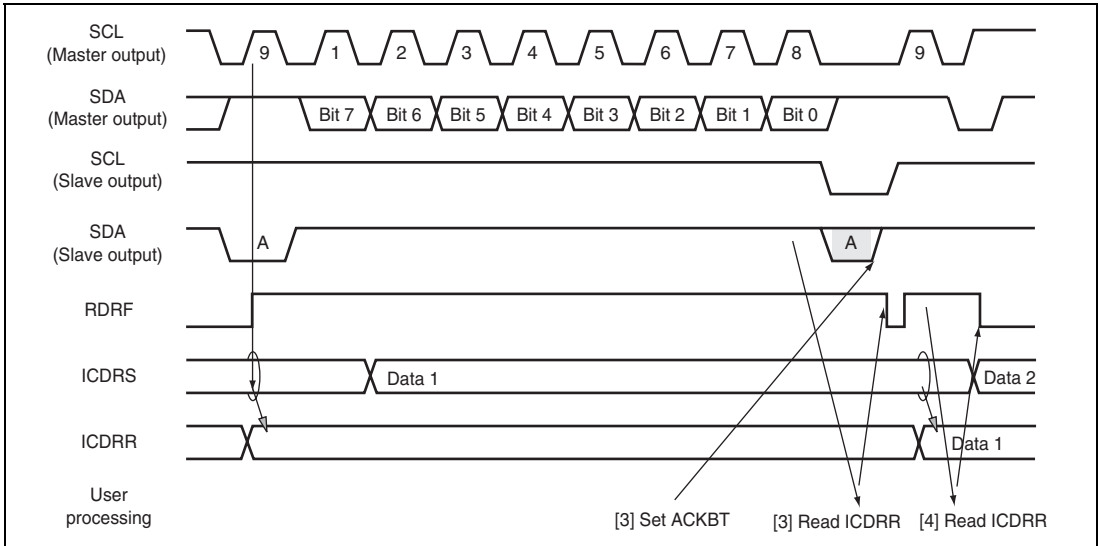 SCL
(Master output)
9 1 2 3 4 5 6 7 8 9
SDA
(Master output)
Bit 7 Bit 6 Bit 5 Bit 4 Bit 3 Bit 2 Bit 1 Bit 0
SCL
(Slave output)
SDA
(Slave output)
A A
RDRF
ICDRS
Data 1 Data 2
ICDRR
Data 1
User
processing
[3] Set ACKBT [3] Read ICDRR [4] Read ICDRR